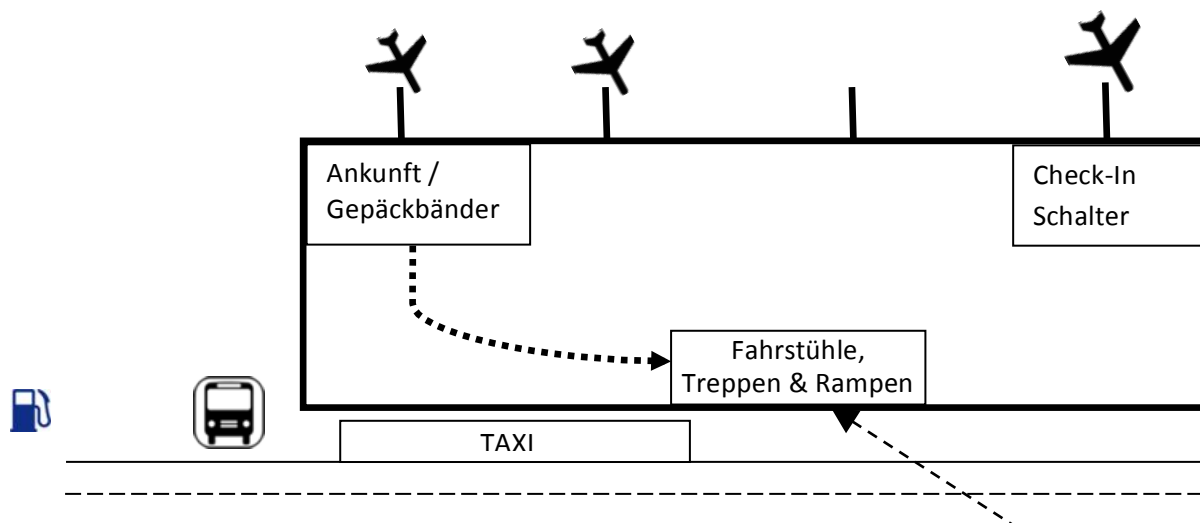 Ankunft /
Gepäckbänder
Check-In
Schalter
Fahrstühle,
Treppen & Rampen
TAXI